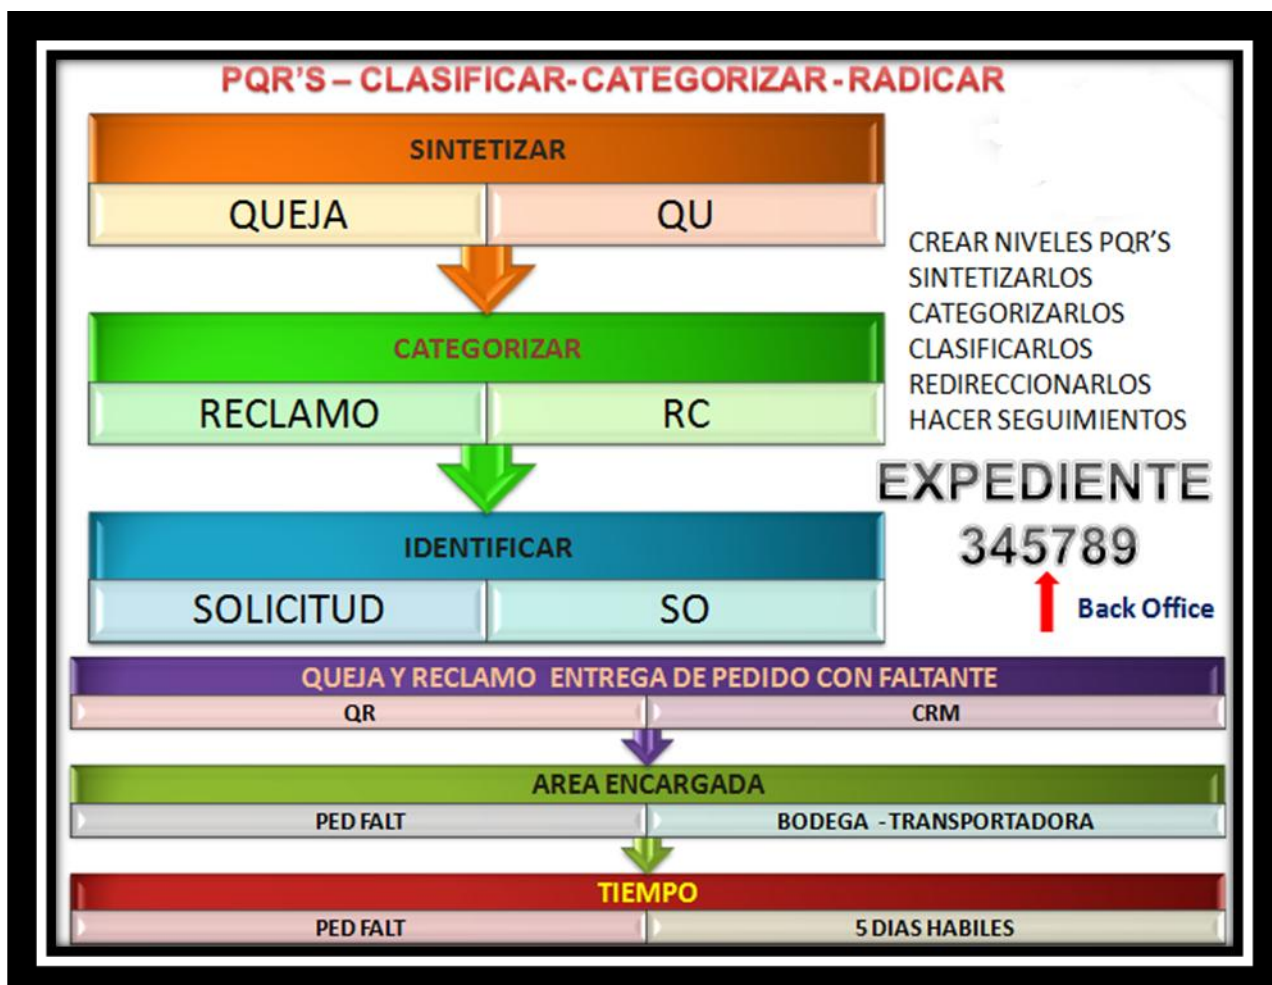 PQR'S – CLASIFICAR- CATEGORIZAR - RADICAR
SINTETIZAR
QUEJA QU
CATEGORIZAR
RECLAMO RC
IDENTIFICAR
SOLICITUD SO
CREAR NIVELES PQR'S
SINTETIZARLOS
CATEGORIZARLOS
CLASIFICARLOS
REDIRECCIONARLOS
HACER SEGUIMIENTOS
EXPEDIENTE
345789
Back Office
QUEJA Y RECLAMO ENTREGA DE PEDIDO CON FALTANTE
QR CRM
AREA ENCARGADA
PED FALT BODEGA - TRANSPORTADORA
TIEMPO
PED FALT 5 DIAS HABILES